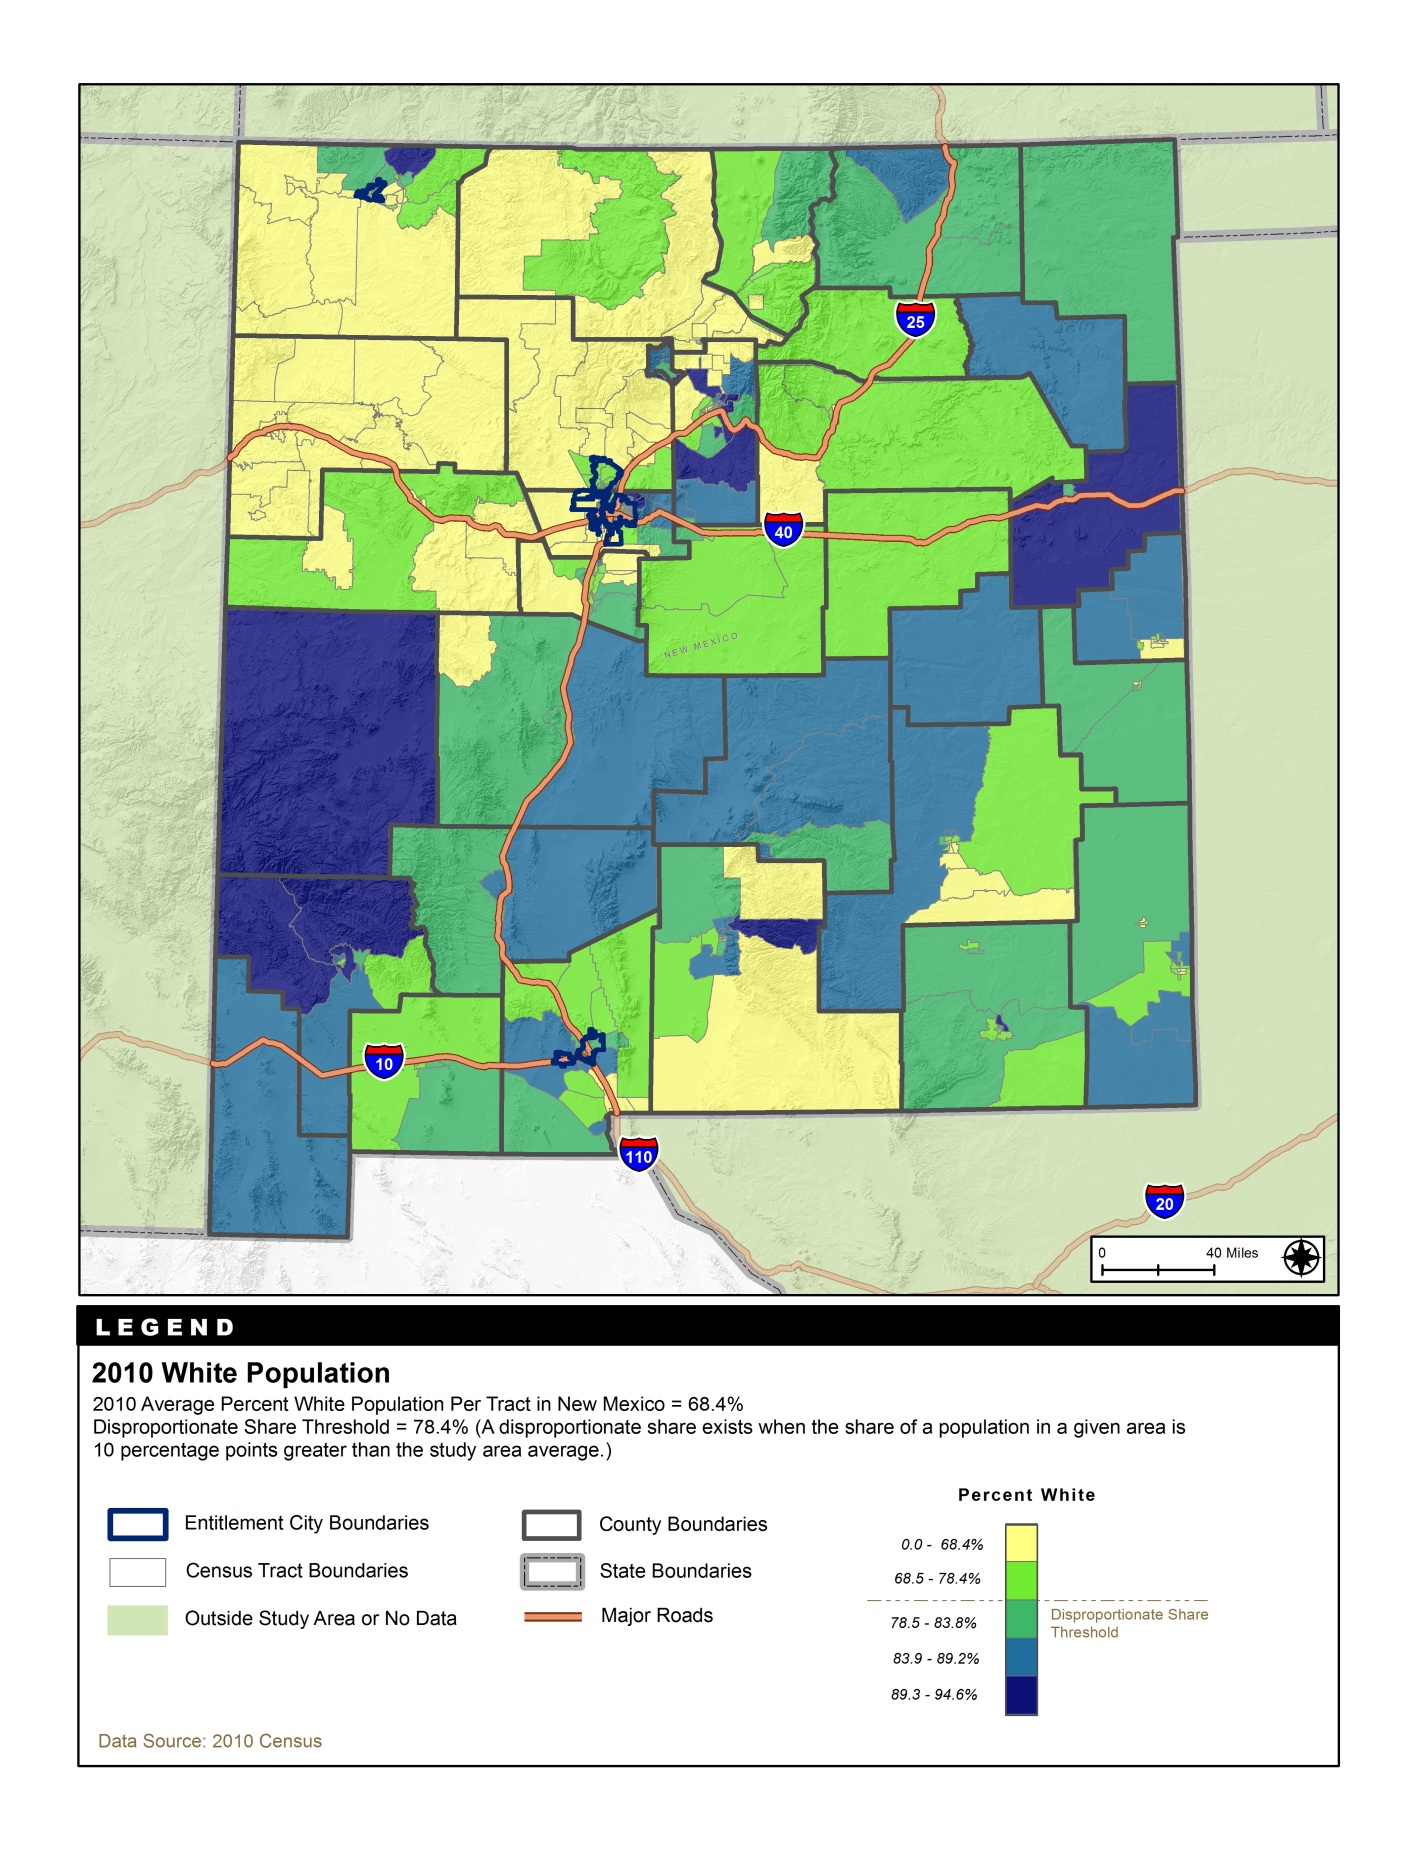 25
40
NEW MEXICO
10
110
20
0 40 Miles
LEGEND
2010 White Population
2010 Average Percent White Population Per Tract in New Mexico = 68.4%
Disproportionate Share Threshold = 78.4% (A disproportionate share exists when the share of a population in a given area is
10 percentage points greater than the study area average.)
Percent White
Entitlement City Boundaries
County Boundaries
0.0 - 68.4%
Census Tract Boundaries
State Boundaries
68.5 - 78.4%
Outside Study Area or No Data
Major Roads
78.5 - 83.8%
Disproportionate Share
Threshold
83.9 - 89.2%
89.3 - 94.6%
Data Source: 2010 Census